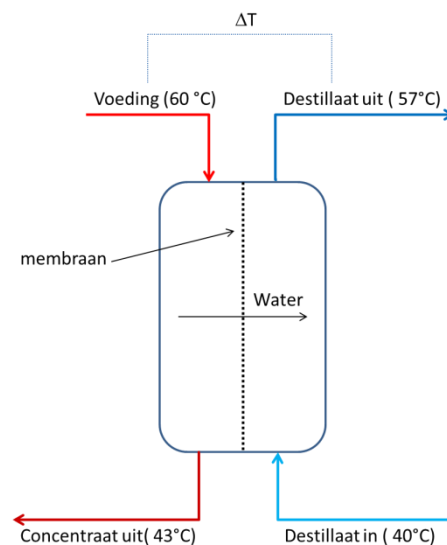 ΔT
Voeding (60 °C)
Destillaat uit ( 57°C)
membraan
Water
Concentraat uit( 43°C)
Destillaat in ( 40°C)